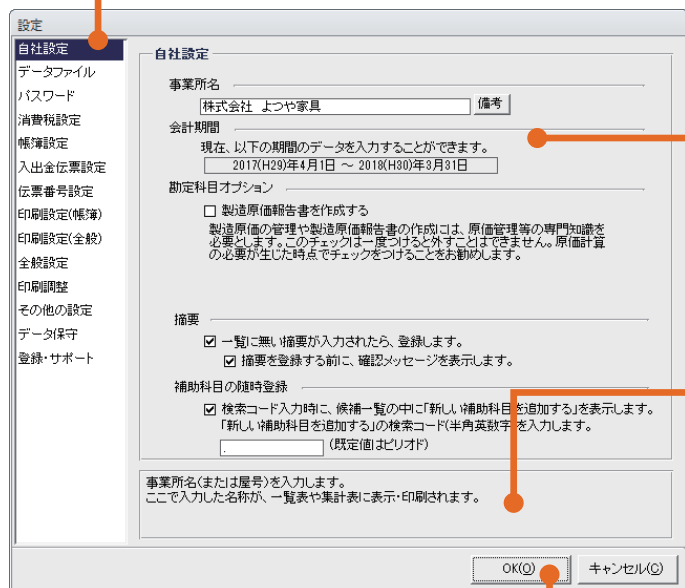 設定
自社設定
データファイル
パスワード
消費税設定
帳簿設定
入出金伝票設定
伝票番号設定
印刷設定(帳簿)
印刷設定(全般)
全般設定
印刷調整
その他の設定
データ保守
登録・サポート
自社設定
事業所名
株式会社 よつや家具
備考
会計期間
現在、以下の期間のデータを入力することができます。
2017(H29)年4月1日 ～ 2018(H30)年3月31日
勘定科目オプション
製造原価報告書を作成する
製造原価の管理や製造原価報告書の作成には、原価管理等の専門知識を
必要とします。このチェックは一度つけると外すことはできません。原価計算
の必要が生じた時点でチェックをつけることをお勧めします。
摘要
一覧に無い摘要が入力されたら、登録します。
摘要を登録する前に、確認メッセージを表示します。
補助科目の随時登録
検索コード入力時に、候補一覧の中に「新しい補助科目を追加する」を表示します。
「新しい補助科目を追加する」の検索コード(半角英数字)を入力します。
. (既定値はピリオド)
事業所名(または屋号)を入力します。
ここで入力した名称が、一覧表や集計表に表示・印刷されます。
OK(O) キャンセル(C)